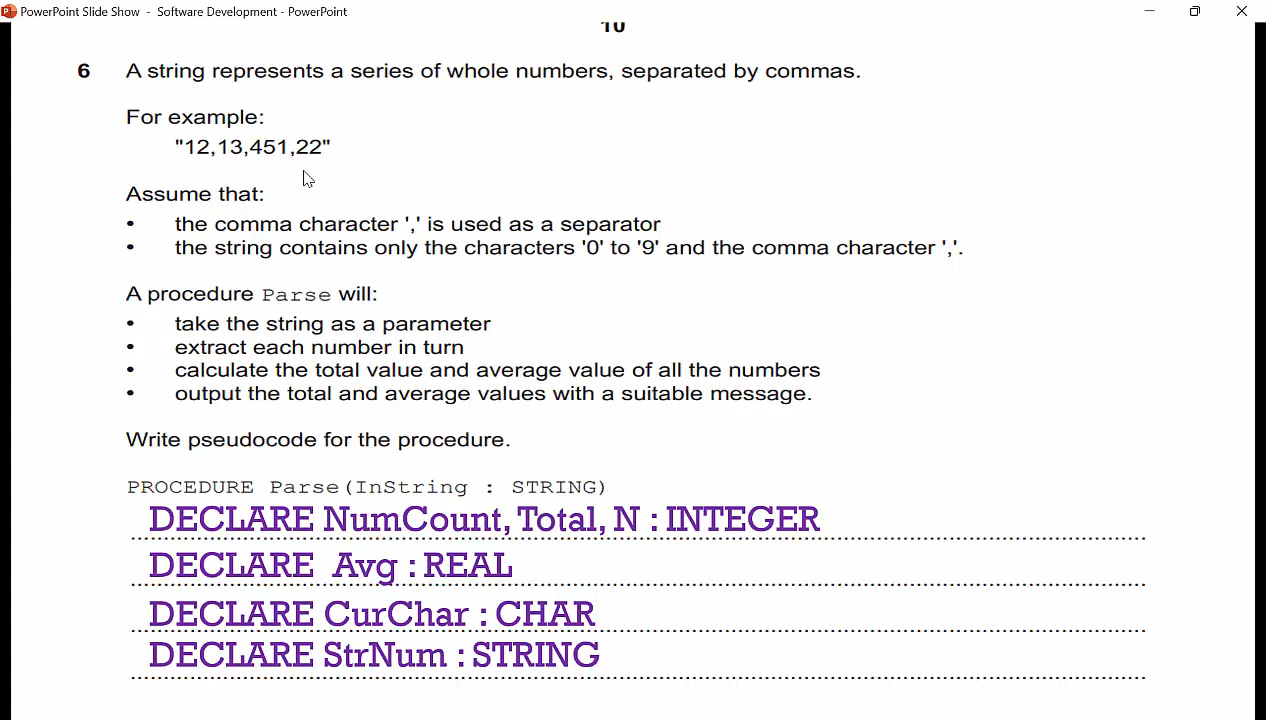 PowerPoint Slide Show - Software Development - PowerPoint
10
6 A string represents a series of whole numbers, separated by commas.
For example:
"12,13,451,22"
Assume that:
• the comma character ',' is used as a separator
• the string contains only the characters '0' to '9' and the comma character ','.
A procedure Parse will:
• take the string as a parameter
• extract each number in turn
• calculate the total value and average value of all the numbers
• output the total and average values with a suitable message.
Write pseudocode for the procedure.
PROCEDURE Parse(InString : STRING)
DECLARE NumCount, Total, N : INTEGER
DECLARE Avg : REAL
DECLARE CurChar : CHAR
DECLARE StrNum : STRING